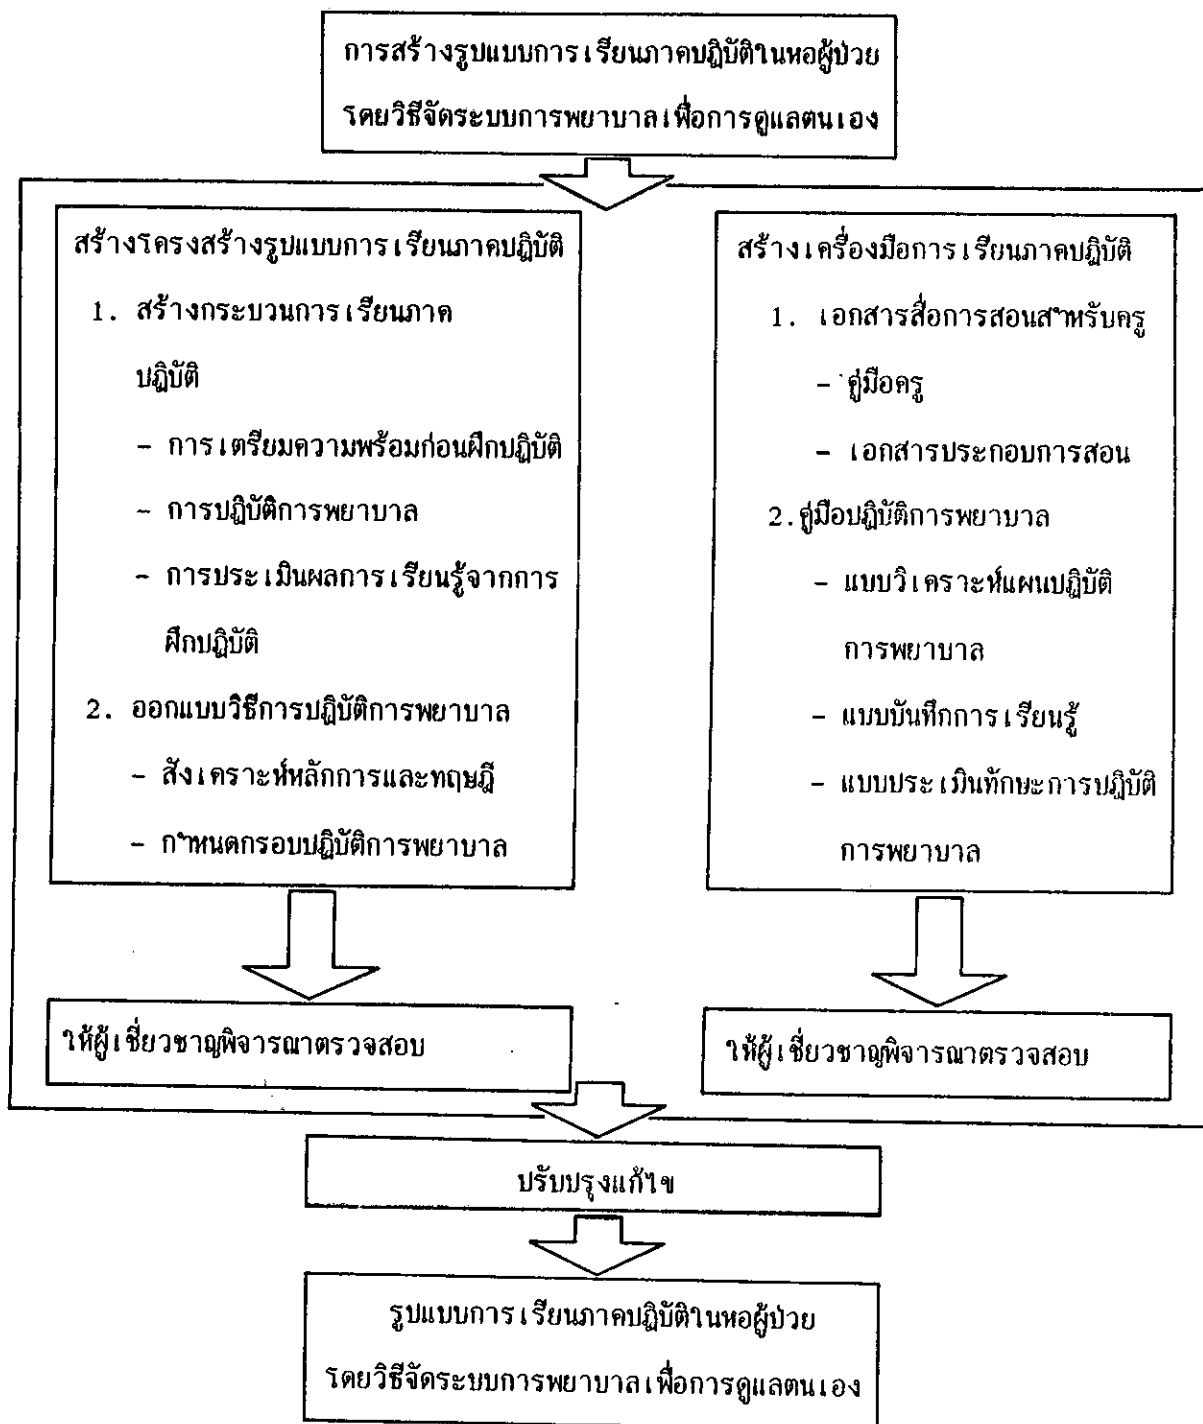 การสร้างรูปแบบการเรียนภาคปฏิบัติในหอผู้ป่วย
โดยวิธีจัดระบบการพยาบาลเพื่อการดูแลตนเอง
สร้างโครงสร้างรูปแบบการเรียนภาคปฏิบัติ
1. สร้างกระบวนการเรียนภาค
ปฏิบัติ
- การเตรียมความพร้อมก่อนฝึกปฏิบัติ
- การปฏิบัติการพยาบาล
- การประเมินผลการเรียนรู้จากการ
ฝึกปฏิบัติ
2. ออกแบบวิธีการปฏิบัติการพยาบาล
- สังเคราะห์หลักการและทฤษฎี
- กำหนดกรอบปฏิบัติการพยาบาล
ให้ผู้เชี่ยวชาญพิจารณาตรวจสอบ
สร้างเครื่องมือการเรียนภาคปฏิบัติ
1. เอกสารสื่อการสอนสำหรับครู
- คู่มือครู
- เอกสารประกอบการสอน
2.คู่มือปฏิบัติการพยาบาล
- แบบวิเคราะห์แผนปฏิบัติ
การพยาบาล
- แบบบันทึกการเรียนรู้
- แบบประเมินทักษะการปฏิบัติ
การพยาบาล
ให้ผู้เชี่ยวชาญพิจารณาตรวจสอบ
ปรับปรุงแก้ไข
รูปแบบการเรียนภาคปฏิบัติในหอผู้ป่วย
โดยวิธีจัดระบบการพยาบาลเพื่อการดูแลตนเอง